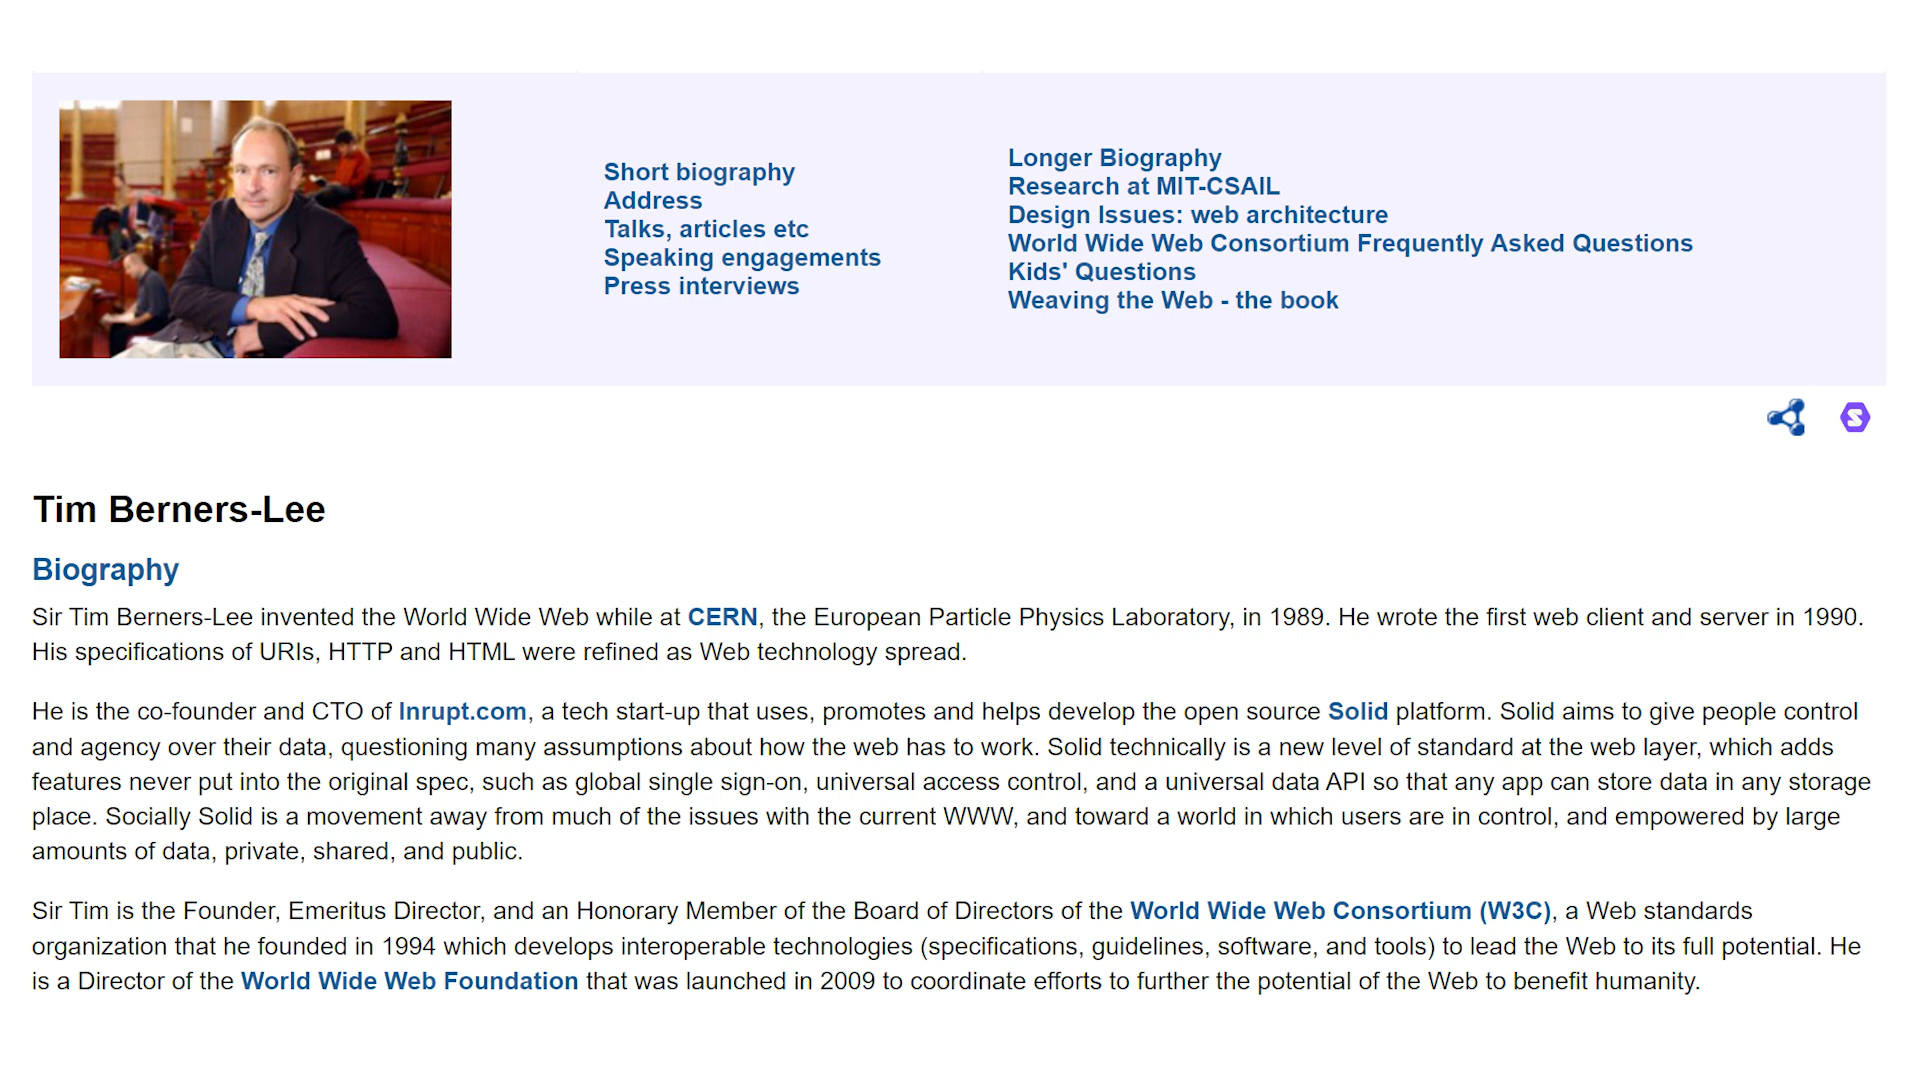 Short biography
Address
Talks, articles etc
Speaking engagements
Press interviews
Longer Biography
Research at MIT-CSAIL
Design Issues: web architecture
World Wide Web Consortium Frequently Asked Questions
Kids' Questions
Weaving the Web - the book
S
Tim Berners-Lee
Biography
Sir Tim Berners-Lee invented the World Wide Web while at CERN, the European Particle Physics Laboratory, in 1989. He wrote the first web client and server in 1990.
His specifications of URIs, HTTP and HTML were refined as Web technology spread.
He is the co-founder and CTO of Inrupt.com, a tech start-up that uses, promotes and helps develop the open source Solid platform. Solid aims to give people control
and agency over their data, questioning many assumptions about how the web has to work. Solid technically is a new level of standard at the web layer, which adds
features never put into the original spec, such as global single sign-on, universal access control, and a universal data API so that any app can store data in any storage
place. Socially Solid is a movement away from much of the issues with the current WWW, and toward a world in which users are in control, and empowered by large
amounts of data, private, shared, and public.
Sir Tim is the Founder, Emeritus Director, and an Honorary Member of the Board of Directors of the World Wide Web Consortium (W3C), a Web standards
organization that he founded in 1994 which develops interoperable technologies (specifications, guidelines, software, and tools) to lead the Web to its full potential. He
is a Director of the World Wide Web Foundation that was launched in 2009 to coordinate efforts to further the potential of the Web to benefit humanity.